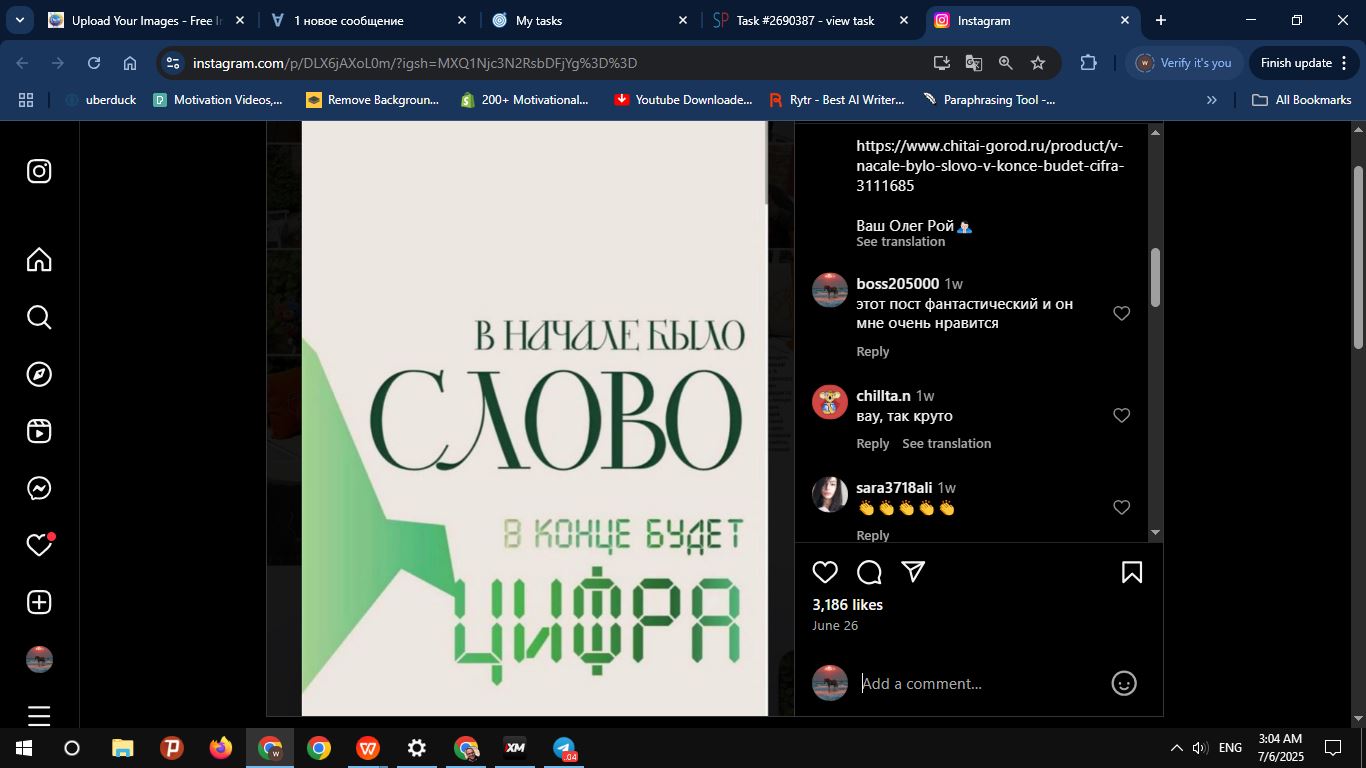 Upload Your Images - Free I
1 новое сообщение
My tasks
Task #2690387 - view task
Instagram
instagram.com/p/DLX6jAXoL0m/?igsh=MXQ1Njc3N2RsbDFjYg%3D%3D
Verify it's you
Finish update
uberduck
Motivation Videos,...
Remove Backgroun...
200+ Motivational...
Youtube Downloade...
Rytr - Best AI Writer...
Paraphrasing Tool -...
»
All Bookmarks
В НАЧАЛЕ БЫЛО
СЛОВО
В КОНЦЕ БУДЕТ
ЦИФРА
https://www.chitai-gorod.ru/product/v-
nacale-bylo-slovo-v-konce-budet-cifra-
3111685
Ваш Олег Рой
See translation
boss205000 1w
этот пост фантастический и он
мне очень нравится
Reply
chillta.n 1w
вау, так круто
Reply See translation
sara3718ali 1w
👏👏👏👏👏
Reply
3,186 likes
June 26
Add a comment...
W
XM
.04
ENG
3:04 AM
7/6/2025